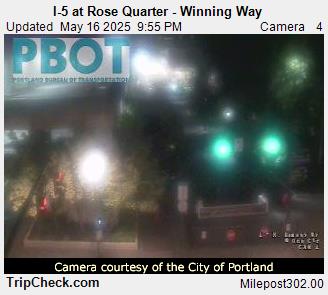 I-5 at Rose Quarter - Winning Way
Updated May 16 2025 9:55 PM Camera 4
PBOT
PORTLAND BUREAU OF TRANSPORTATION
Camera courtesy of the City of Portland
TripCheck.com Milepost302.00